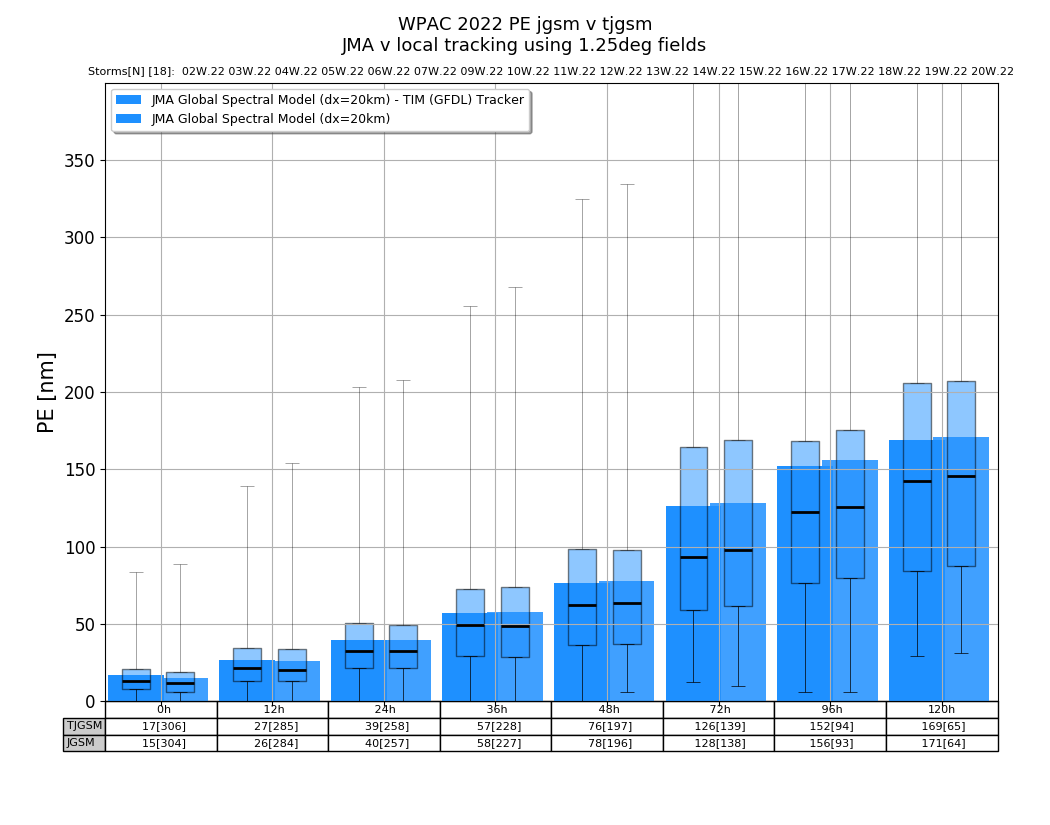 WPAC 2022 PE jgsm v tjgsm
JMA v local tracking using 1.25deg fields
Storms[N] [18]: 02W.22 03W.22 04W.22 05W.22 06W.22 07W.22 09W.22 10W.22 11W.22 12W.22 13W.22 14W.22 15W.22 16W.22 17W.22 18W.22 19W.22 20W.22
JMA Global Spectral Model (dx=20km) - TIM (GFDL) Tracker
JMA Global Spectral Model (dx=20km)
350
300
250
200
150
100
50
0
PE [nm]
0h 12h 24h 36h 48h 72h 96h 120h
TJGSM 17[306] 27[285] 39[258] 57[228] 76[197] 126[139] 152[94] 169[65]
JGSM 15[304] 26[284] 40[257] 58[227] 78[196] 128[138] 156[93] 171[64]